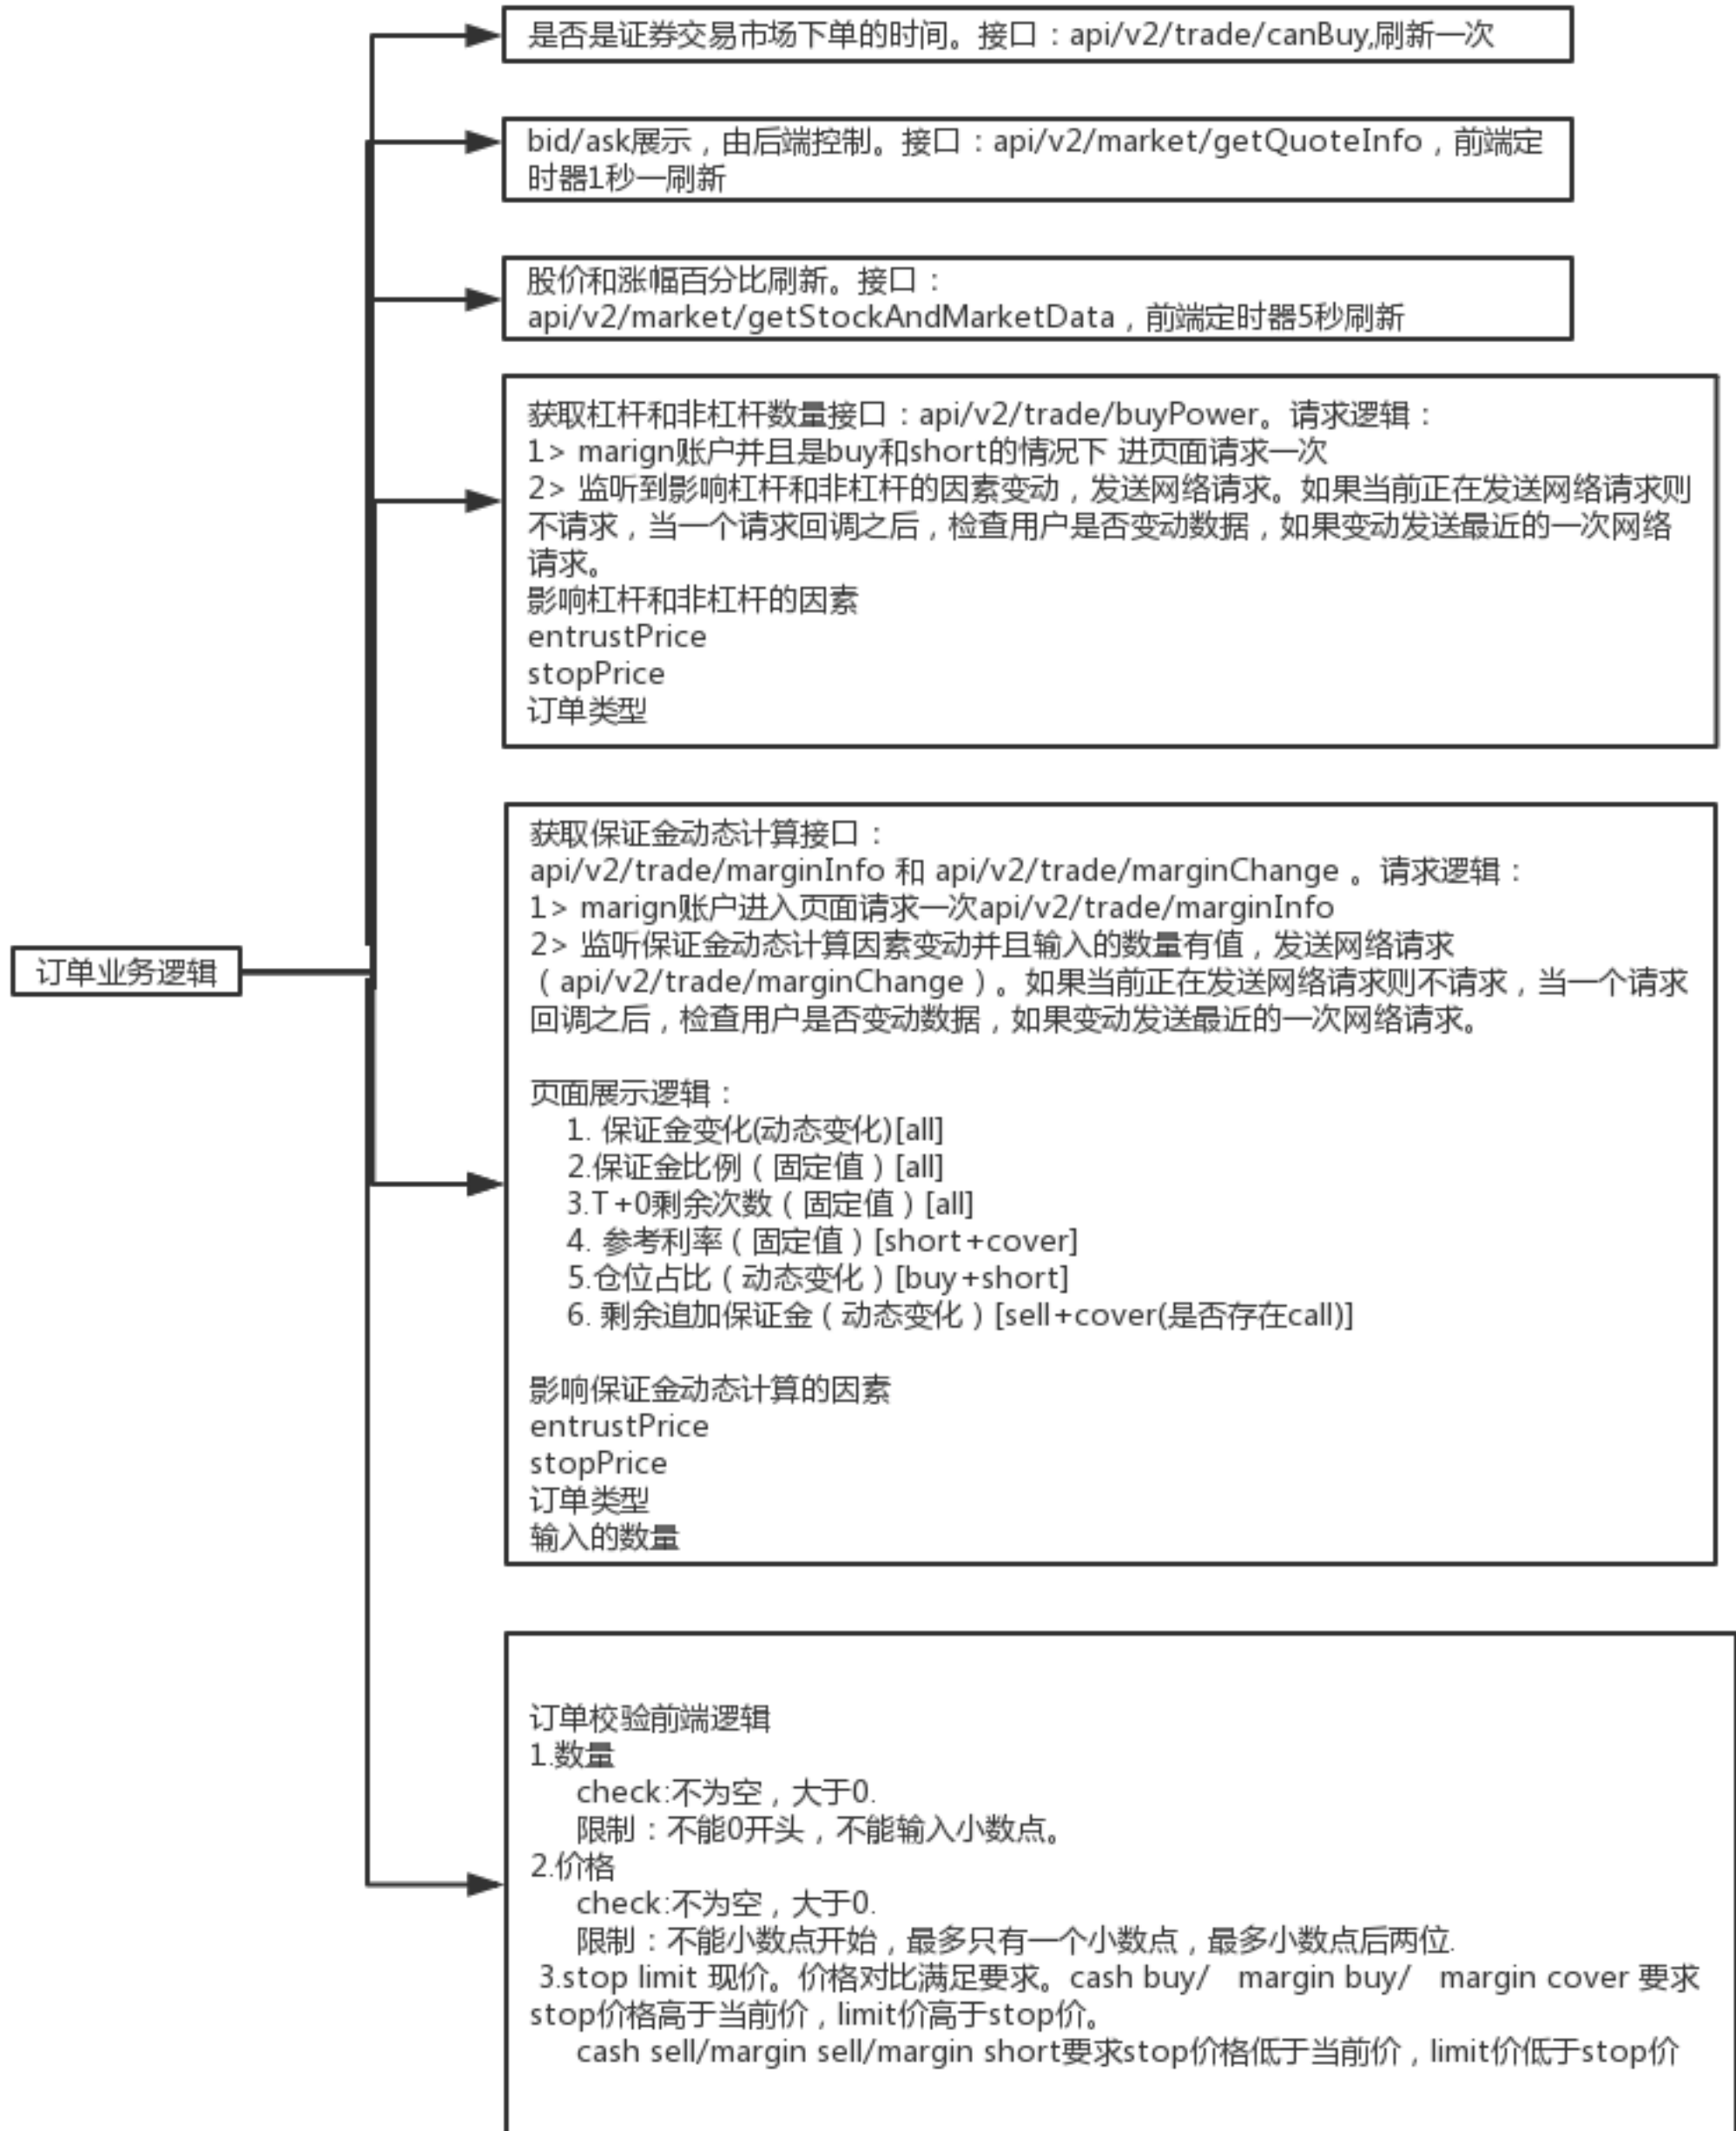 是否是证券交易市场下单的时间。接口：api/v2/trade/canBuy,刷新一次
bid/ask展示，由后端控制。接口：api/v2/market/getQuoteInfo，前端定
时器1秒一刷新
股价和涨幅百分比刷新。接口：
api/v2/market/getStockAndMarketData，前端定时器5秒刷新
获取杠杆和非杠杆数量接口：api/v2/trade/buyPower。请求逻辑：
1> marign账户并且是buy和short的情况下 进页面请求一次
2> 监听到影响杠杆和非杠杆的因素变动，发送网络请求。如果当前正在发送网络请求则
不请求，当一个请求回调之后，检查用户是否变动数据，如果变动发送最近的一次网络
请求。
影响杠杆和非杠杆的因素
entrustPrice
stopPrice
订单类型
订单业务逻辑
获取保证金动态计算接口：
api/v2/trade/marginInfo 和 api/v2/trade/marginChange 。请求逻辑：
1> marign账户进入页面请求一次api/v2/trade/marginInfo
2> 监听保证金动态计算因素变动并且输入的数量有值，发送网络请求
（api/v2/trade/marginChange）。如果当前正在发送网络请求则不请求，当一个请求
回调之后，检查用户是否变动数据，如果变动发送最近的一次网络请求。
页面展示逻辑：
1. 保证金变化(动态变化)[all]
2.保证金比例（固定值）[all]
3.T+0剩余次数（固定值）[all]
4. 参考利率（固定值）[short+cover]
5.仓位占比（动态变化）[buy+short]
6. 剩余追加保证金（动态变化）[sell+cover(是否存在call)]
影响保证金动态计算的因素
entrustPrice
stopPrice
订单类型
输入的数量
订单校验前端逻辑
1.数量
check:不为空，大于0.
限制：不能0开头，不能输入小数点。
2.价格
check:不为空，大于0.
限制：不能小数点开始，最多只有一个小数点，最多小数点后两位.
3.stop limit 现价。价格对比满足要求。cash buy/ margin buy/ margin cover 要求
stop价格高于当前价，limit价高于stop价。
cash sell/margin sell/margin short要求stop价格低于当前价，limit价低于stop价